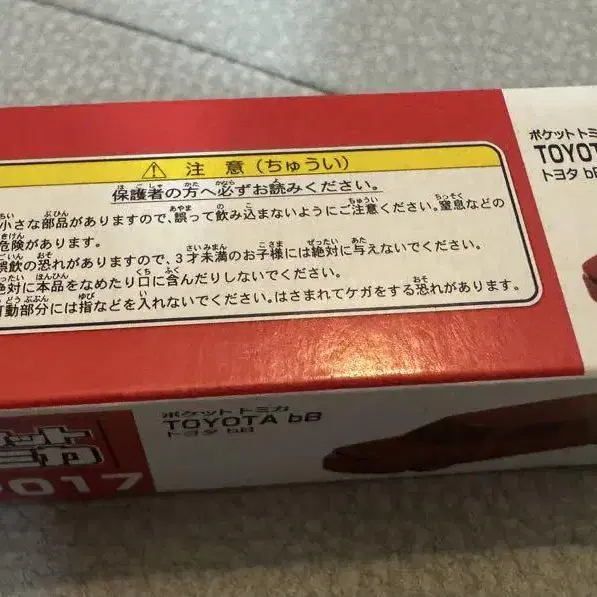 注意(ちゅうい)
保護者の方へ必ずお読みください。
小さな部品がありますので、誤って飲み込まないようにご注意ください。窒息などの
危険があります。
誤飲の恐れがありますので、3才未満のお子様には絶対に与えないでください。
絶対に本品をなめたり口に含んだりしないでください。
可動部分には指などを入れないでください。はさまれてケガをする恐れがあります。
ポケットトミカ
TOYOTA
トヨタ bB
ポケットトミカ
TOYOTA bB
トヨタ bB
ット
ミカ
017